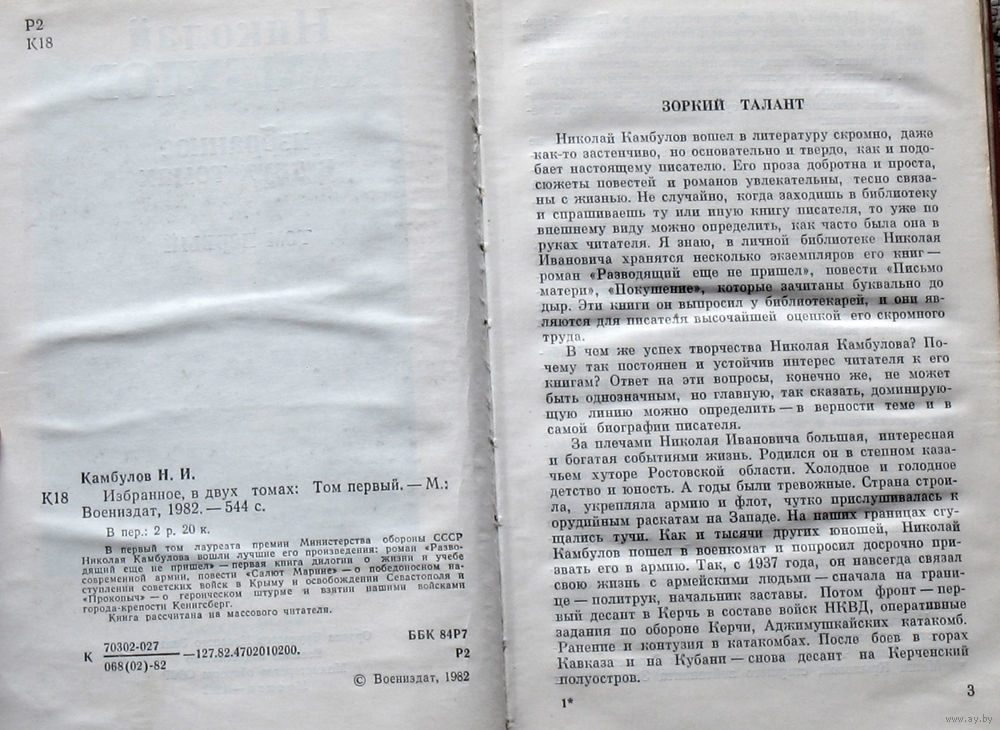 Р2
К18
Камбулов Н. И.
К18 Избранное, в двух томах: Том первый. — М.:
Воениздат, 1982. — 544 с.
В пер.: 2 р. 20 к.
В первый том лауреата премии Министерства обороны СССР
Николая Камбулова вошли лучшие его произведения: роман «Разво-
дящий еще не пришел» — первая книга дилогии о жизни и учебе
современной армии, повести «Салют Марине» — о победоносном на-
ступлении советских войск в Крыму и освобождении Севастополя и
«Прокопыч» — о героическом штурме и взятии нашими войсками
города-крепости Кенигсберг.
Книга рассчитана на массового читателя.
К 70302-027
068(02)-82 —127.82.4702010200.
ББК 84Р7
Р2
© Воениздат, 1982
ЗОРКИЙ ТАЛАНТ
Николай Камбулов вошел в литературу скромно, даже
как-то застенчиво, но основательно и твердо, как и подо-
бает настоящему писателю. Его проза добротна и проста,
сюжеты повестей и романов увлекательны, тесно связа-
ны с жизнью. Не случайно, когда заходишь в библиотеку
и спрашиваешь ту или иную книгу писателя, то уже по
внешнему виду можно определить, как часто была она в
руках читателя. Я знаю, в личной библиотеке Николая
Ивановича хранятся несколько экземпляров его книг —
роман «Разводящий еще не пришел», повести «Письмо
матери», «Покушение», которые зачитаны буквально до
дыр. Эти книги он выпросил у библиотекарей, и они яв-
ляются для писателя высочайшей оценкой его скромного
труда.
В чем же успех творчества Николая Камбулова? По-
чему так постоянен и устойчив интерес читателя к его
книгам? Ответ на эти вопросы, конечно же, не может
быть однозначным, но главную, так сказать, доминирую-
щую линию можно определить — в верности теме и в
самой биографии писателя.
За плечами Николая Ивановича большая, интересная
и богатая событиями жизнь. Родился он в степном каза-
чьем хуторе Ростовской области. Холодное и голодное
детство и юность. А годы были тревожные. Страна строи-
ла, укрепляла армию и флот, чутко прислушивалась к
орудийным раскатам на Западе. На наших границах сгу-
щались тучи. Как и тысячи других юношей, Николай
Камбулов пошел в военкомат и попросил досрочно при-
звать его в армию. Так, с 1937 года, он навсегда связал
свою жизнь с армейскими людьми — сначала на грани-
це — политрук, начальник заставы. Потом фронт — пер-
вый десант в Керчь в составе войск НКВД, оперативные
задания по обороне Керчи, Аджимушкайских катакомб.
Ранение и контузия в катакомбах. После боев в горах
Кавказа и на Кубани — снова десант на Керченский
полуостров.
1*
3
www.ay.by